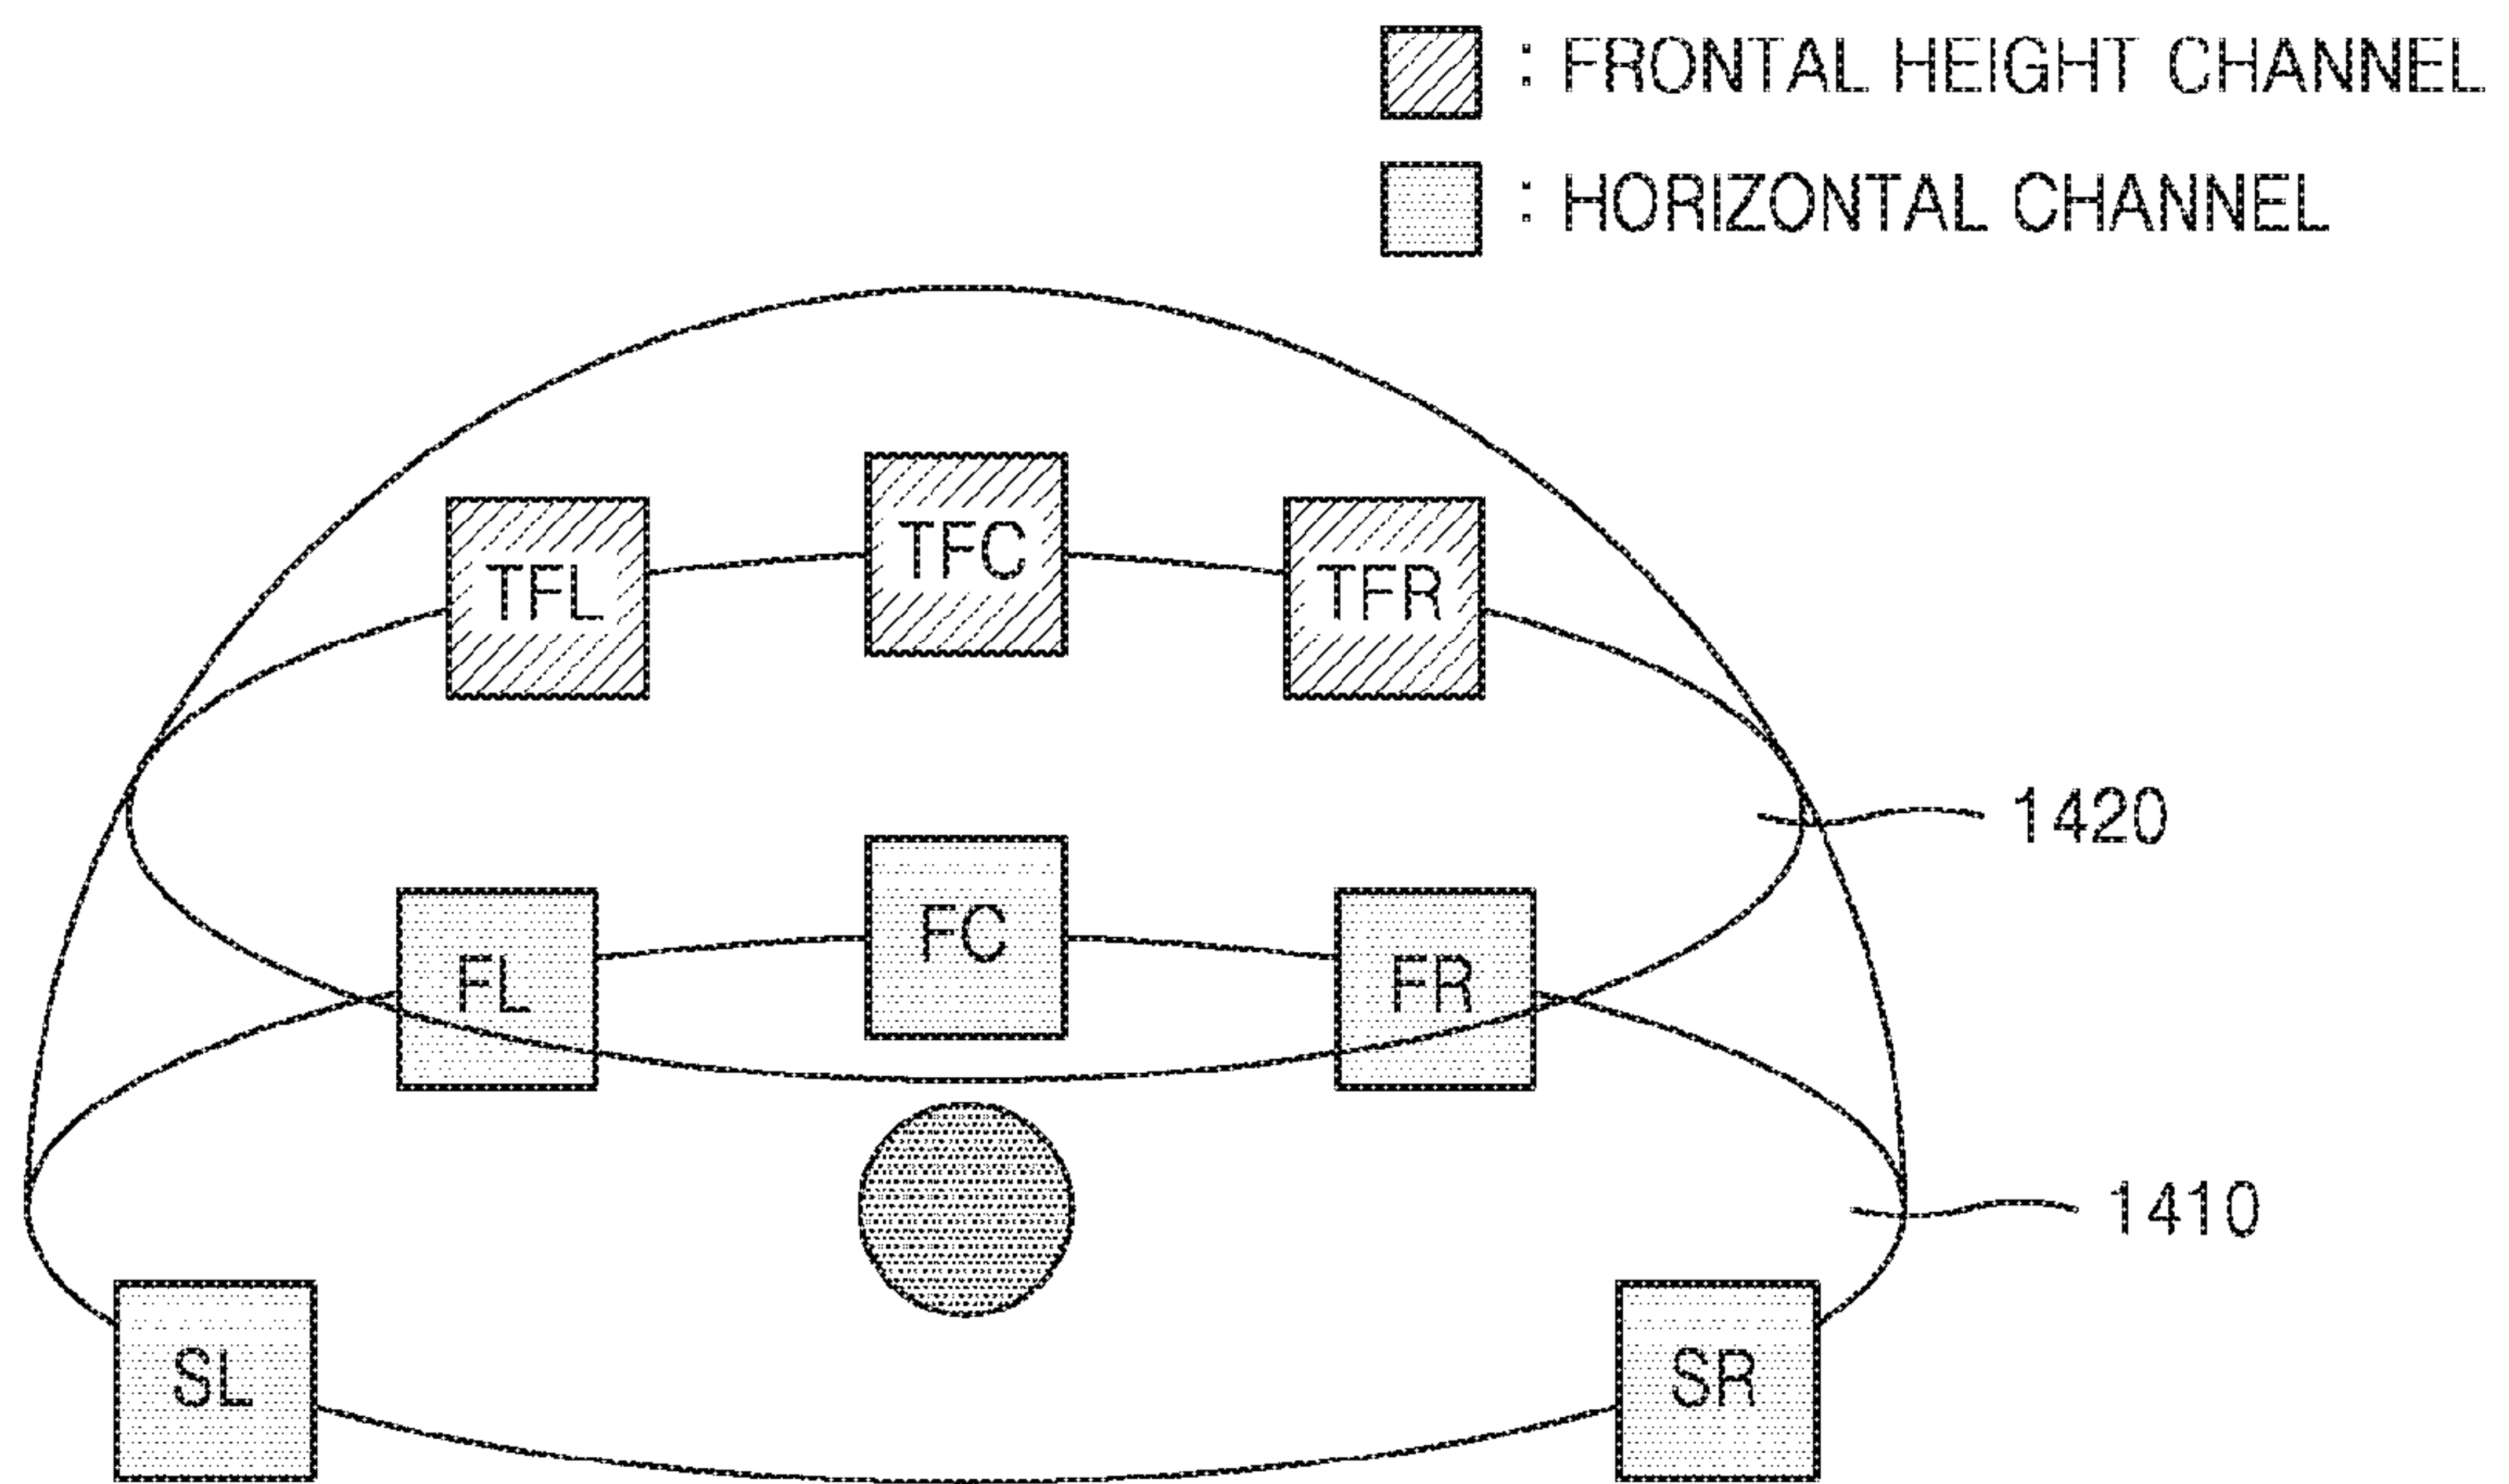 : FRONTAL HEIGHT CHANNEL
: HORIZONTAL CHANNEL
TFC
TFL
TFR
1420
FC
FL
FR
1410
SL
SR